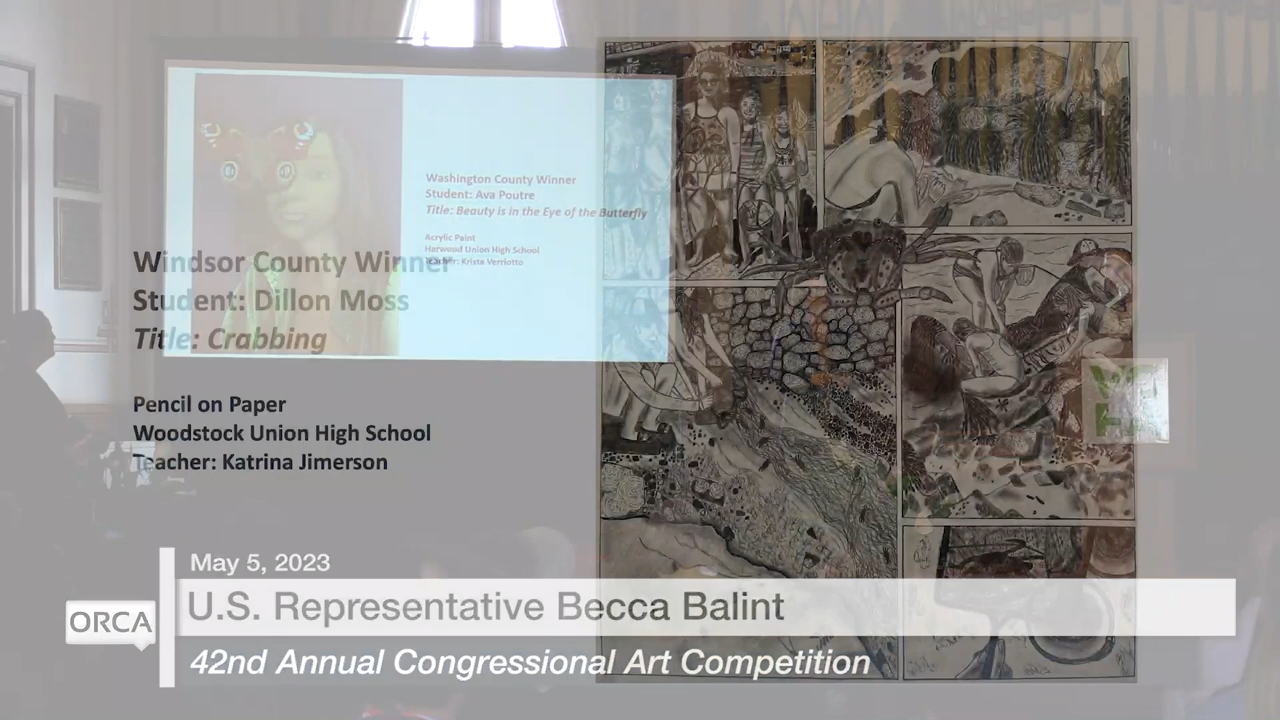 Washington County Winner
Student: Ava Poutre
Title: Beauty is in the Eye of the Butterfly
Acrylic Paint
Harwood Union High School
Teacher: Krista Verriotto
Windsor County Winner
Student: Dillon Moss
Title: Crabbing
Pencil on Paper
Woodstock Union High School
Teacher: Katrina Jimerson
May 5, 2023
ORCA
U.S. Representative Becca Balint
42nd Annual Congressional Art Competition